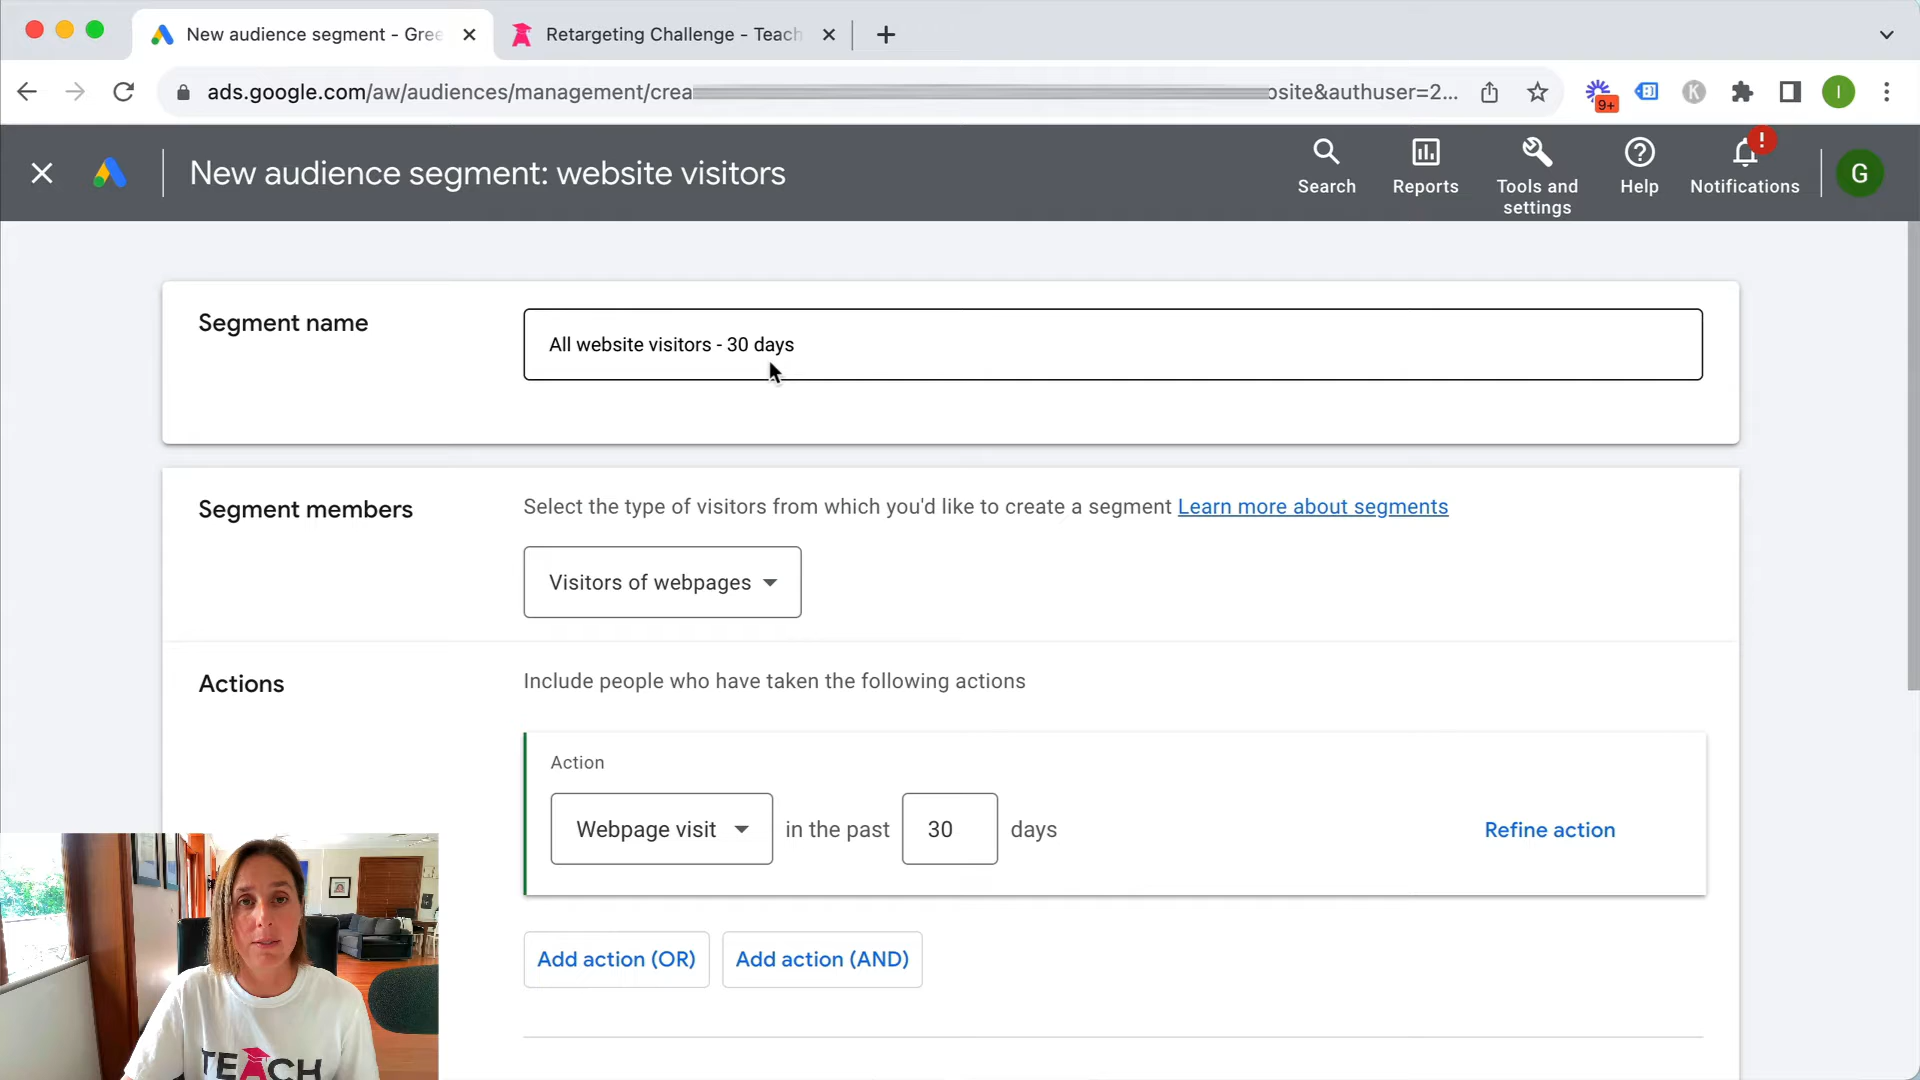 New audience segment - Gree
Retargeting Challenge - Teach
ads.google.com/aw/audiences/management/crea
osite&authuser=2...
9+
K
I
New audience segment: website visitors
Search
Reports
Tools and settings
Help
!
Notifications
G
Segment name
All website visitors - 30 days
Segment members
Select the type of visitors from which you'd like to create a segment Learn more about segments
Visitors of webpages
Actions
Include people who have taken the following actions
Action
Webpage visit
in the past
30
days
Refine action
Add action (OR)
Add action (AND)
TEACH